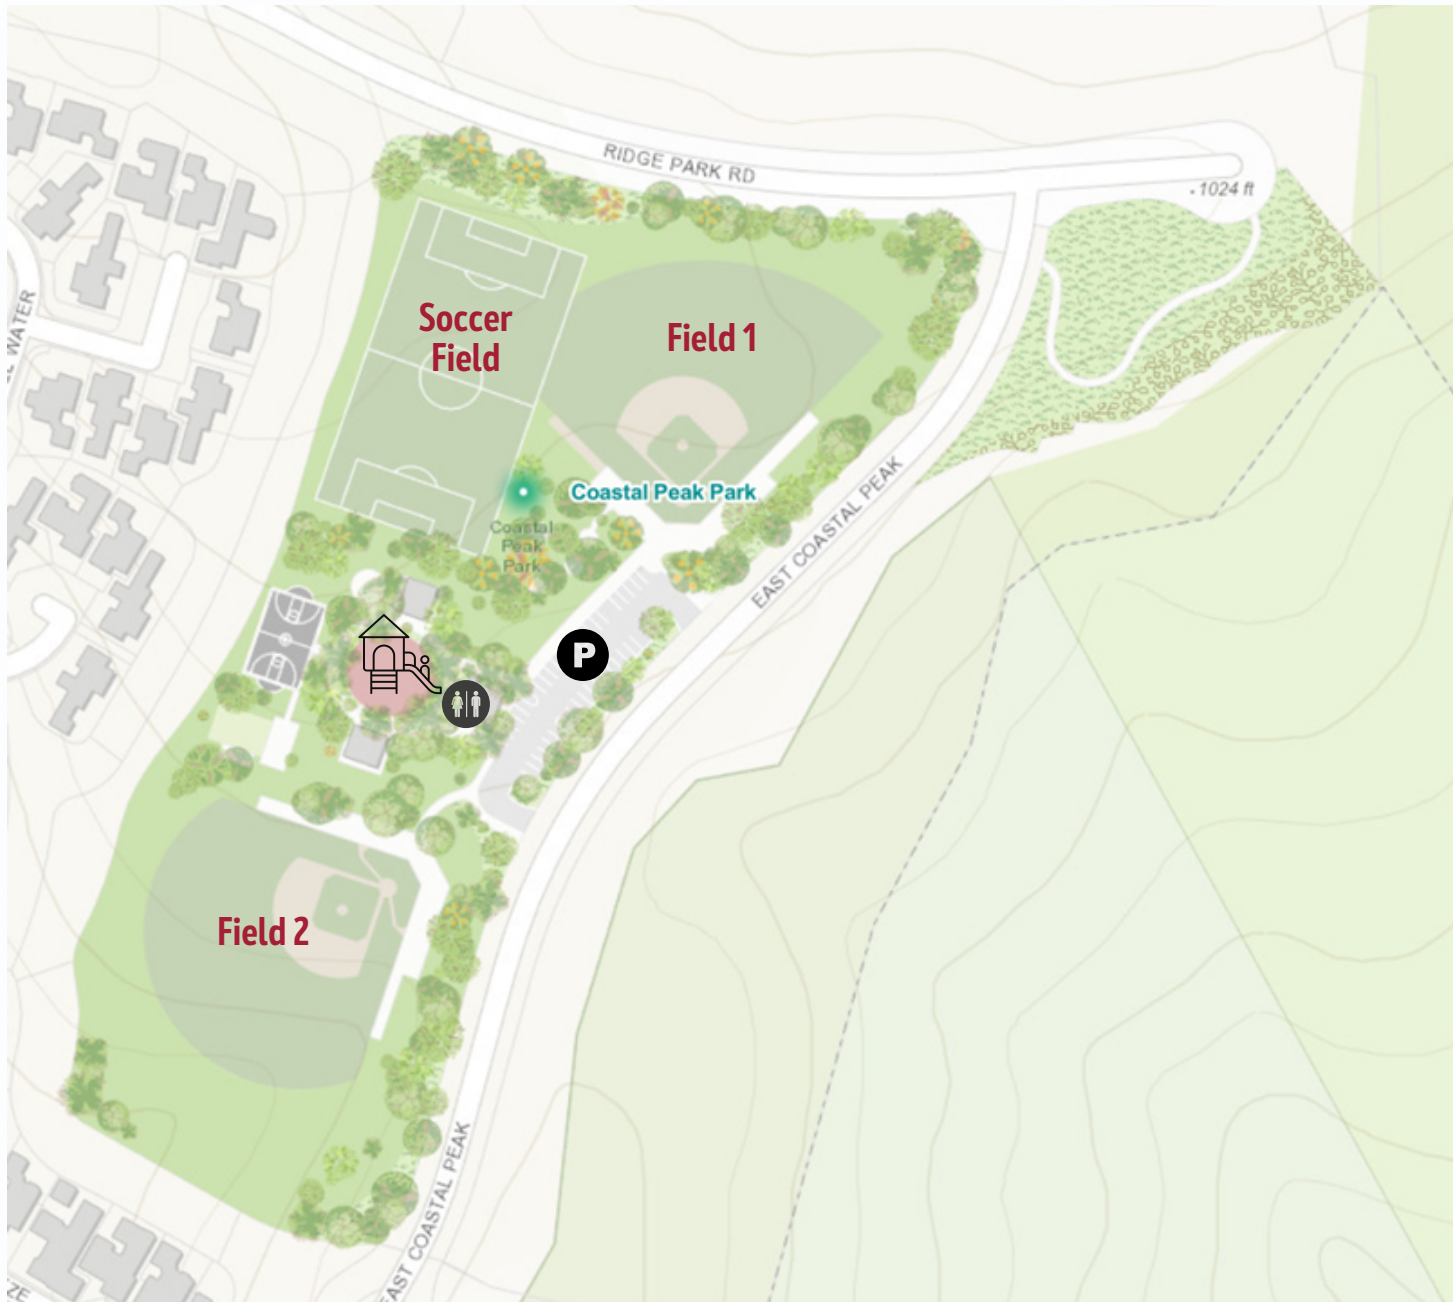 RIDGE PARK RD
1024 ft
Soccer
Field
Field 1
WATER
Coastal Peak Park
Coastal
Peak
Park
EAST COASTAL PEAK
P
Field 2
EAST COASTAL PEAK